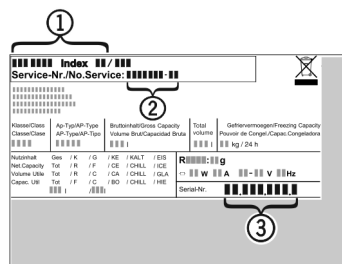 1
Index /
Service-Nr./No.Service: -
2
Klasse/Class Ap-Typ/AP-Type Bruttoinhalt/Gross Capacity Total Gefriervermoegen/Freezing Capacity
Classe/Clase AP-Type/AP-Tipo Volume Brut/Capacidad Bruta volume Pouvoir de Congel./Capac.Congeladora
l l kg / 24 h
Nutzinhalt Ges / K / G / KE / KALT / EIS
Net.Capacity Tot / R / F / CE / CHILL / ICE
Volume Utile Tot / R / C / CA / CHILL / GLA
Capac. Util Tot / F / C / BO / CHILL / HIE
l / l
R : g
W A - V Hz
Serial-Nr. . . .
3